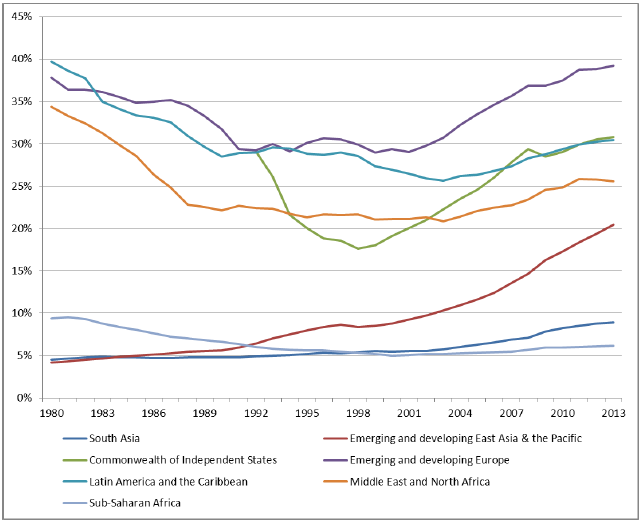 45%
40%
35%
30%
25%
20%
15%
10%
5%
0%
1980 1983 1986 1989 1992 1995 1998 2001 2004 2007 2010 2013
South Asia Emerging and developing East Asia & the Pacific
Commonwealth of Independent States Emerging and developing Europe
Latin America and the Caribbean Middle East and North Africa
Sub-Saharan Africa